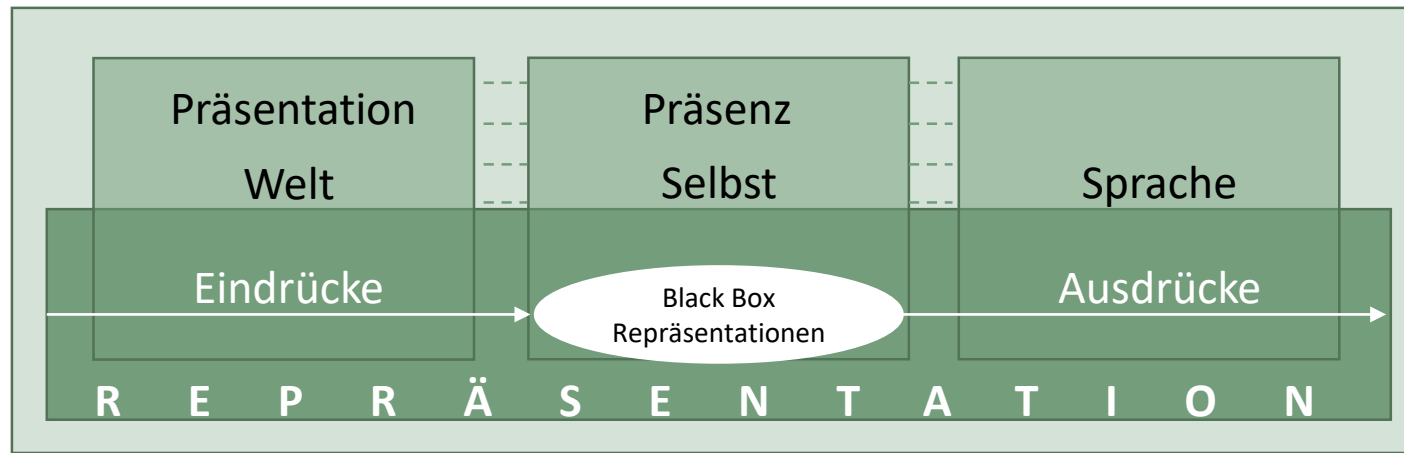 Präsentation
Welt
Eindrücke
Präsenz
Selbst
Black Box
Repräsentationen
Sprache
Ausdrücke
R E P R Ä S E N T A T I O N